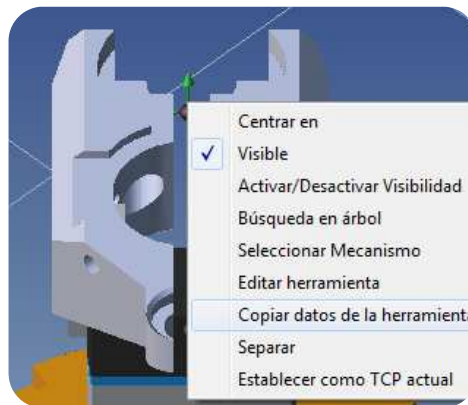 Centrar en
Visible
Activar/Desactivar Visibilidad
Búsqueda en árbol
Seleccionar Mecanismo
Editar herramienta
Copiar datos de la herramienta
Separar
Establecer como TCP actual